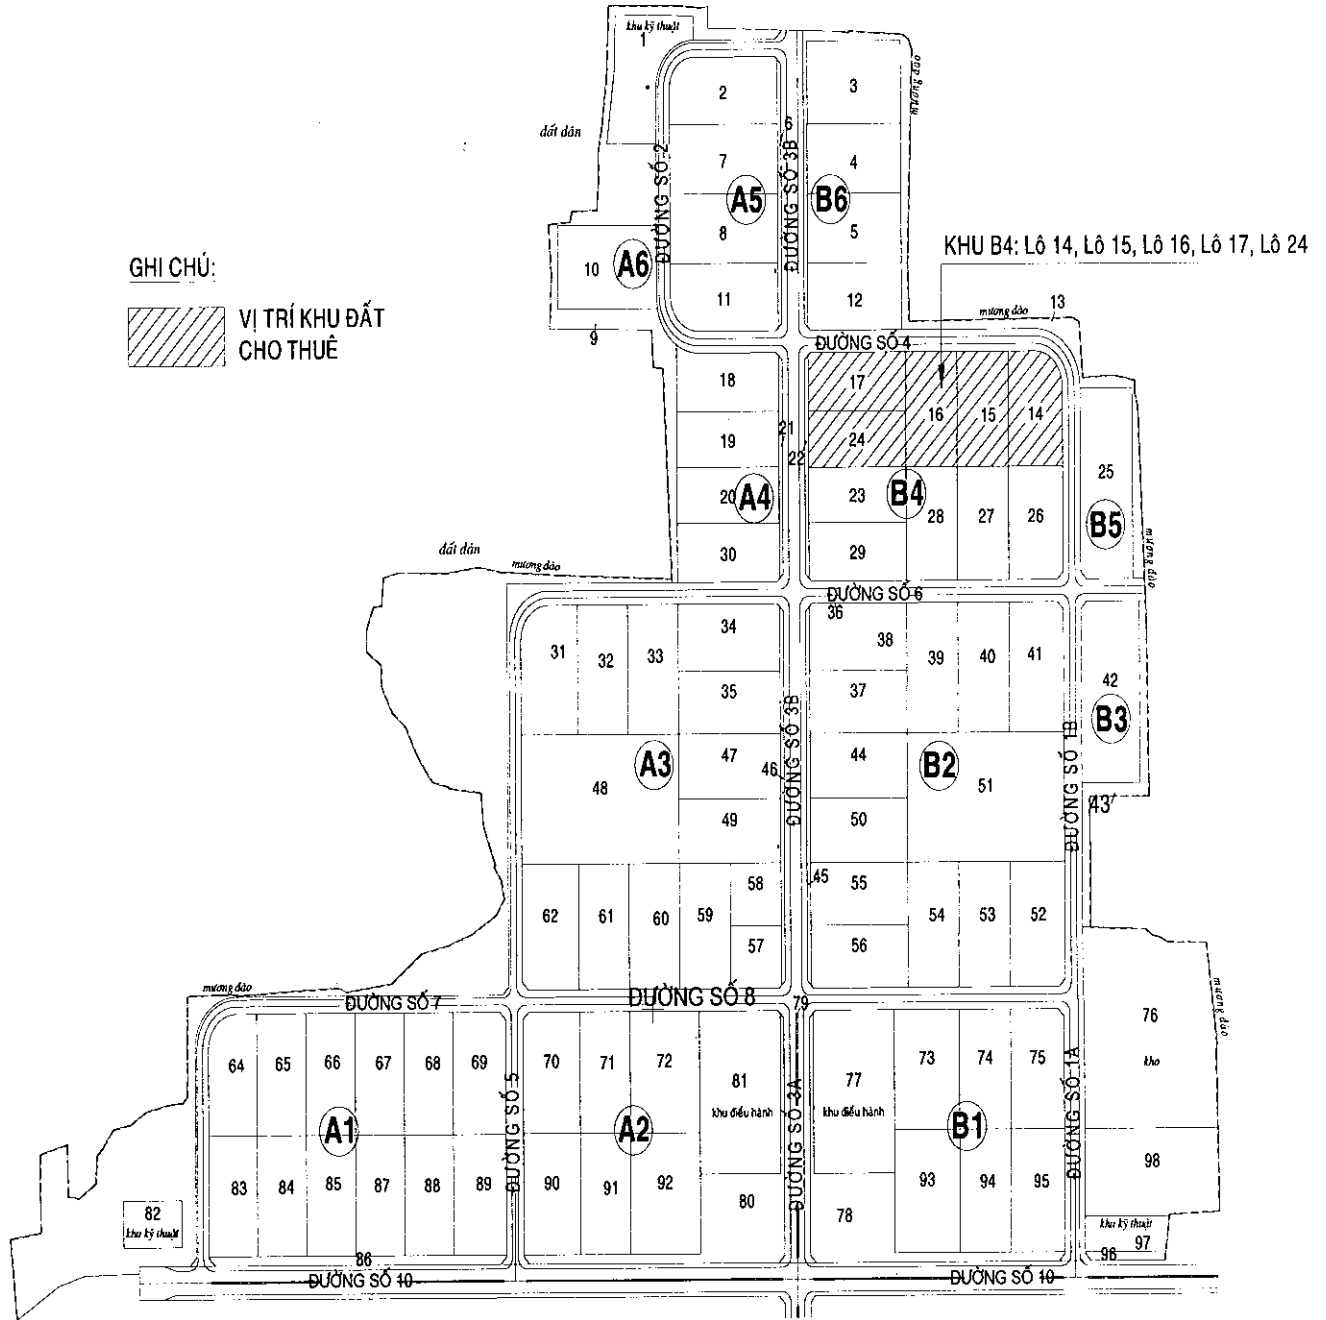 khu kỹ thuật
1
2
3
đất dân
6
7
4
ĐƯỜNG SỐ 2
ĐƯỜNG SỐ 3B
A5
B6
8
5
KHU B4: Lô 14, Lô 15, Lô 16, Lô 17, Lô 24
GHI CHÚ:
10
A6
11
12
VỊ TRÍ KHU ĐẤT
CHO THUÊ
9
mương đào
13
ĐƯỜNG SỐ 4
18
17
16
15
14
19
21
24
22
25
20
A4
23
B4
28
27
26
B5
30
29
đất dân
mương đào
mương đào
ĐƯỜNG SỐ 6
36
31
32
33
34
38
39
40
41
35
37
42
B3
ĐƯỜNG SỐ 3B
ĐƯỜNG SỐ 1B
A3
47
46
44
B2
48
51
43
49
50
58
45
55
62
61
60
59
54
53
52
57
56
mương đào
ĐƯỜNG SỐ 7
ĐƯỜNG SỐ 8
79
mương đào
76
kho
64
65
66
67
68
69
70
71
72
81
khu điều hành
77
khu điều hành
73
74
75
ĐƯỜNG SỐ 5
ĐƯỜNG SỐ 3A
ĐƯỜNG SỐ 1A
A1
A2
B1
98
83
84
85
87
88
89
90
91
92
80
78
93
94
95
82
khu kỹ thuật
khu kỹ thuật
97
96
86
ĐƯỜNG SỐ 10
ĐƯỜNG SỐ 10